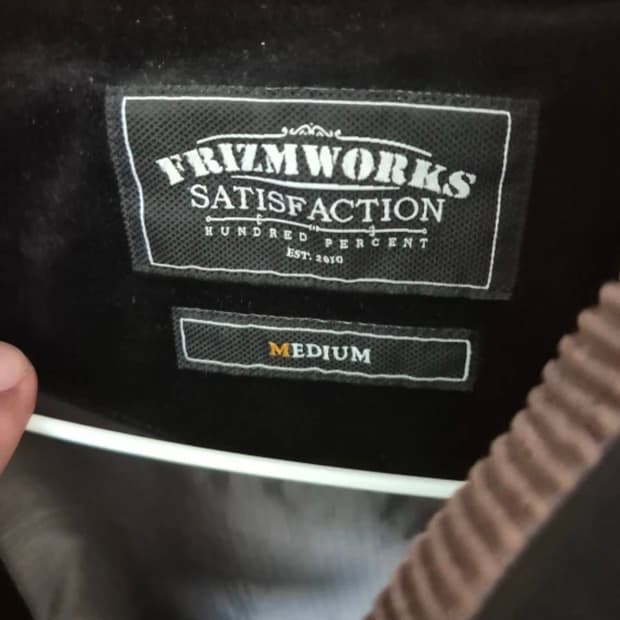 FRIZMWORKS
SATISFACTION
HUNDRED PERCENT
EST. 2010
MEDIUM